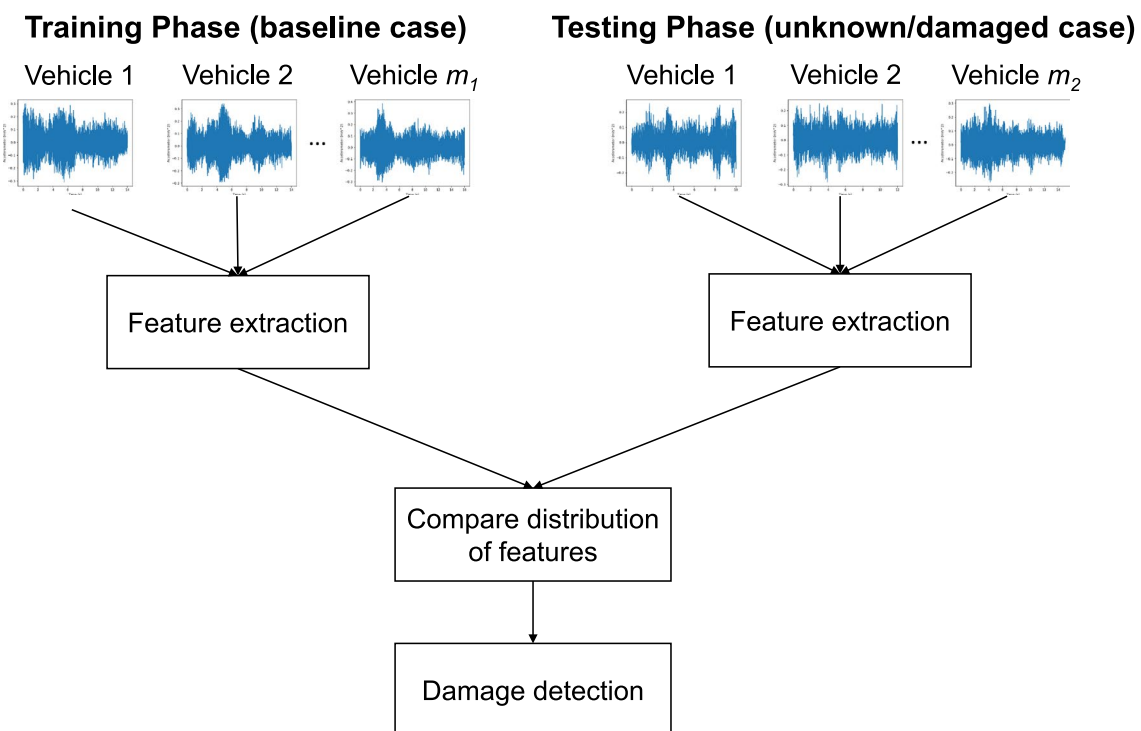 Training Phase (baseline case)
Testing Phase (unknown/damaged case)
Vehicle 1
Vehicle 2
Vehicle m₁
Vehicle 1
Vehicle 2
Vehicle m₂
...
...
Feature extraction
Feature extraction
Compare distribution
of features
Damage detection